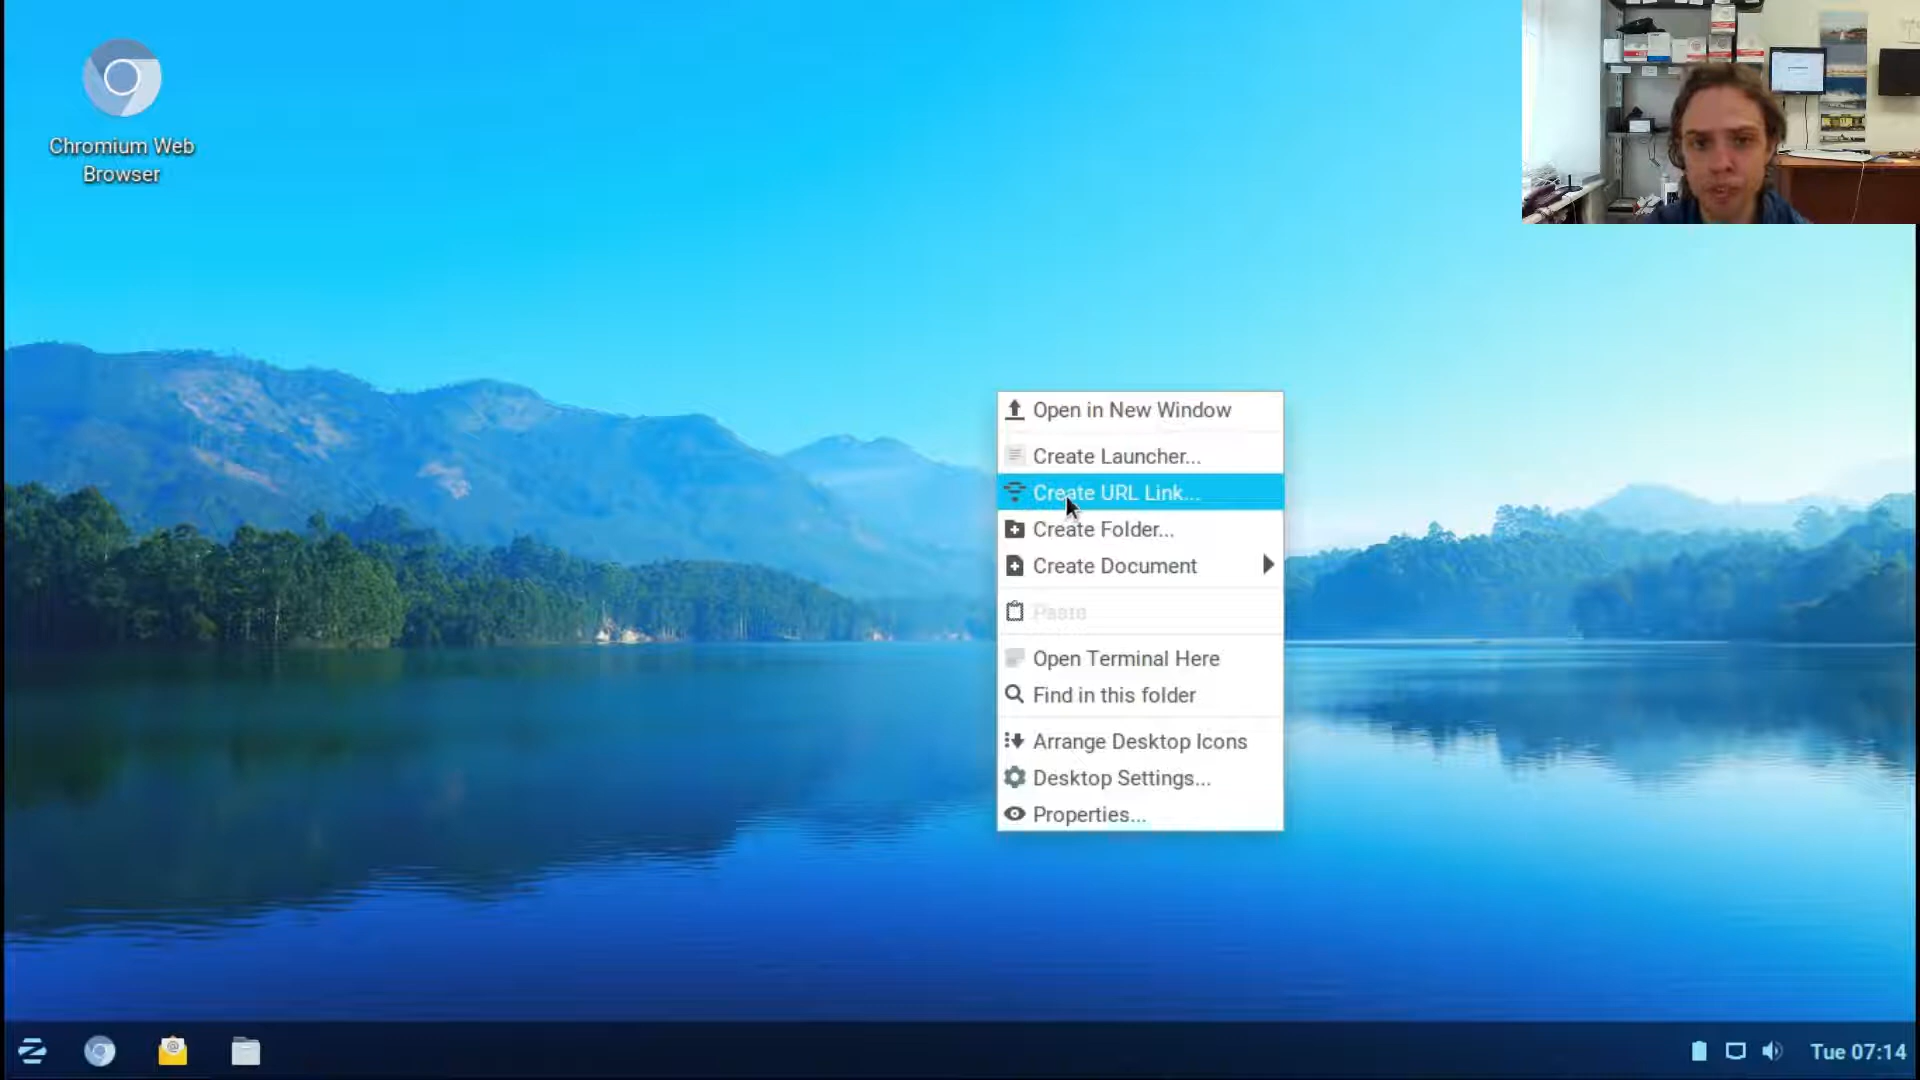 Chromium Web
Browser
Open in New Window
Create Launcher...
Create URL Link...
Create Folder...
Create Document
Paste
Open Terminal Here
Find in this folder
Arrange Desktop Icons
Desktop Settings...
Properties...
Tue 07:14